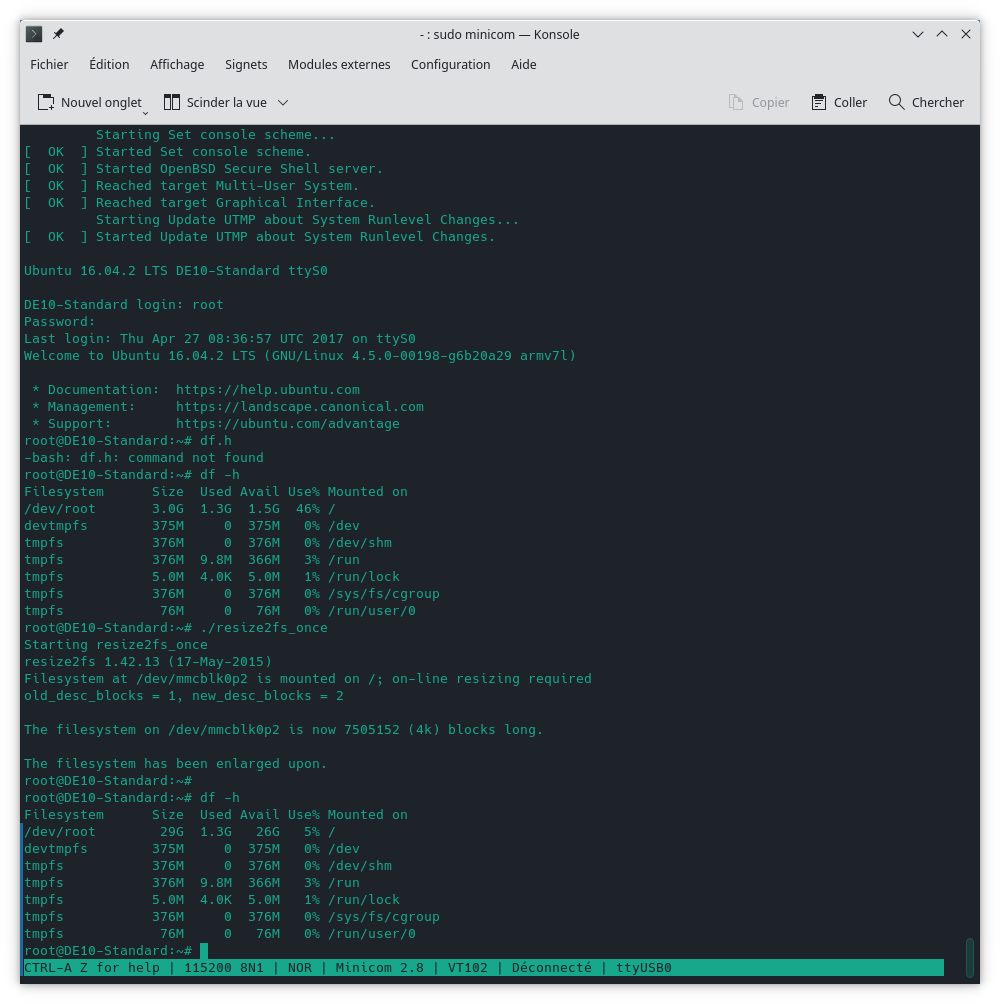 - : sudo minicom — Konsole
Fichier Édition Affichage Signets Modules externes Configuration Aide
Nouvel onglet Scinder la vue Copier Coller Chercher
         Starting Set console scheme...
[  OK  ] Started Set console scheme.
[  OK  ] Started OpenBSD Secure Shell server.
[  OK  ] Reached target Multi-User System.
[  OK  ] Reached target Graphical Interface.
         Starting Update UTMP about System Runlevel Changes...
[  OK  ] Started Update UTMP about System Runlevel Changes.

Ubuntu 16.04.2 LTS DE10-Standard ttyS0

DE10-Standard login: root
Password:
Last login: Thu Apr 27 08:36:57 UTC 2017 on ttyS0
Welcome to Ubuntu 16.04.2 LTS (GNU/Linux 4.5.0-00198-g6b20a29 armv7l)

 * Documentation:  https://help.ubuntu.com
 * Management:     https://landscape.canonical.com
 * Support:        https://ubuntu.com/advantage
root@DE10-Standard:~# df.h
-bash: df.h: command not found
root@DE10-Standard:~# df -h
Filesystem      Size  Used Avail Use% Mounted on
/dev/root       3.0G  1.3G  1.5G  46% /
devtmpfs        375M     0  375M   0% /dev
tmpfs           376M     0  376M   0% /dev/shm
tmpfs           376M  9.8M  366M   3% /run
tmpfs           5.0M  4.0K  5.0M   1% /run/lock
tmpfs           376M     0  376M   0% /sys/fs/cgroup
tmpfs            76M     0   76M   0% /run/user/0
root@DE10-Standard:~# ./resize2fs_once
Starting resize2fs_once
resize2fs 1.42.13 (17-May-2015)
Filesystem at /dev/mmcblk0p2 is mounted on /; on-line resizing required
old_desc_blocks = 1, new_desc_blocks = 2

The filesystem on /dev/mmcblk0p2 is now 7505152 (4k) blocks long.

The filesystem has been enlarged upon.
root@DE10-Standard:~#
root@DE10-Standard:~# df -h
Filesystem      Size  Used Avail Use% Mounted on
/dev/root        29G  1.3G   26G   5% /
devtmpfs        375M     0  375M   0% /dev
tmpfs           376M     0  376M   0% /dev/shm
tmpfs           376M  9.8M  366M   3% /run
tmpfs           5.0M  4.0K  5.0M   1% /run/lock
tmpfs           376M     0  376M   0% /sys/fs/cgroup
tmpfs            76M     0   76M   0% /run/user/0
root@DE10-Standard:~#
CTRL-A Z for help | 115200 8N1 | NOR | Minicom 2.8 | VT102 | Déconnecté | ttyUSB0